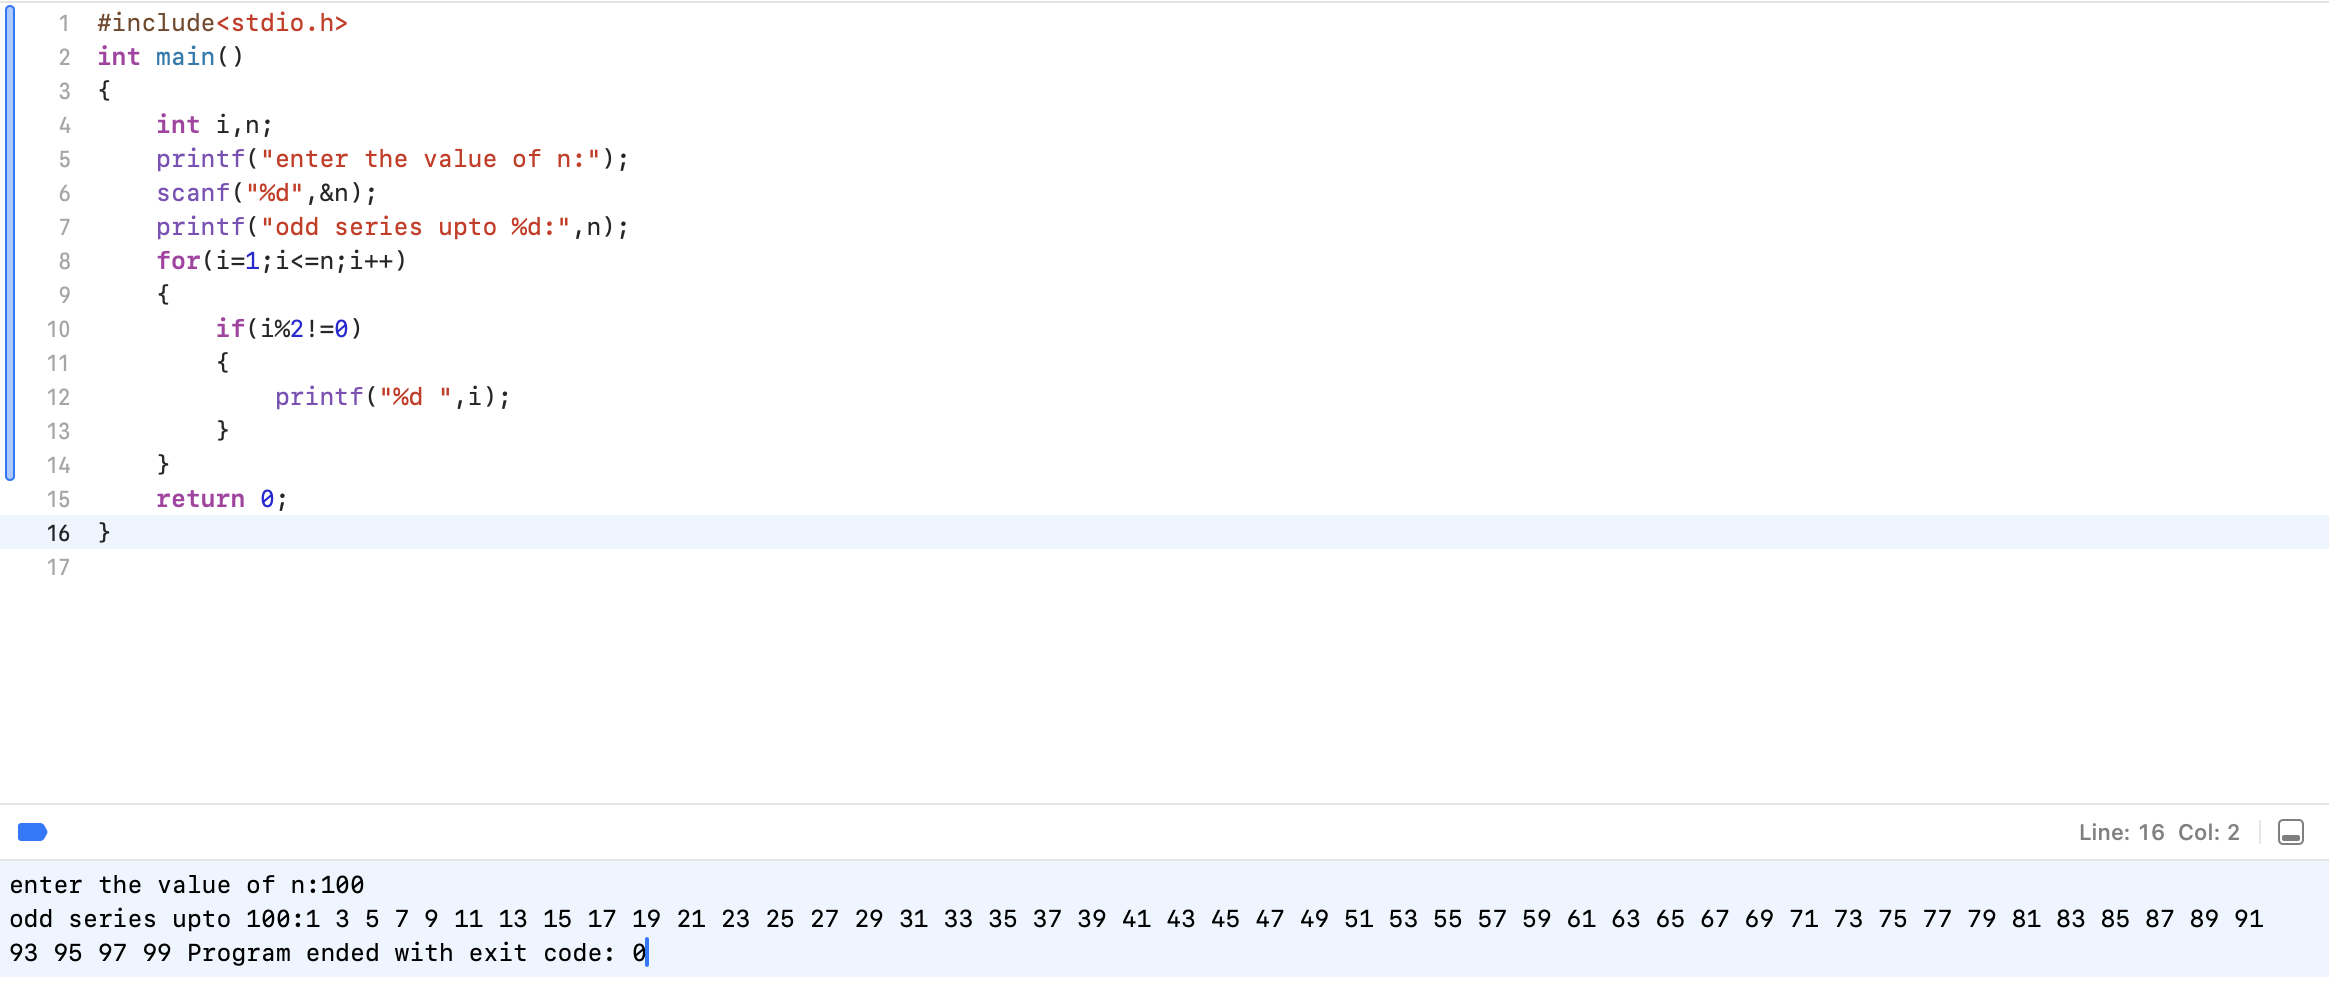 1 #include<stdio.h>
2 int main()
3 {
4     int i,n;
5     printf("enter the value of n:");
6     scanf("%d",&n);
7     printf("odd series upto %d:",n);
8     for(i=1;i<=n;i++)
9     {
10         if(i%2!=0)
11         {
12             printf("%d ",i);
13         }
14     }
15     return 0;
16 }
17
Line: 16 Col: 2
enter the value of n:100
odd series upto 100:1 3 5 7 9 11 13 15 17 19 21 23 25 27 29 31 33 35 37 39 41 43 45 47 49 51 53 55 57 59 61 63 65 67 69 71 73 75 77 79 81 83 85 87 89 91
93 95 97 99 Program ended with exit code: 0